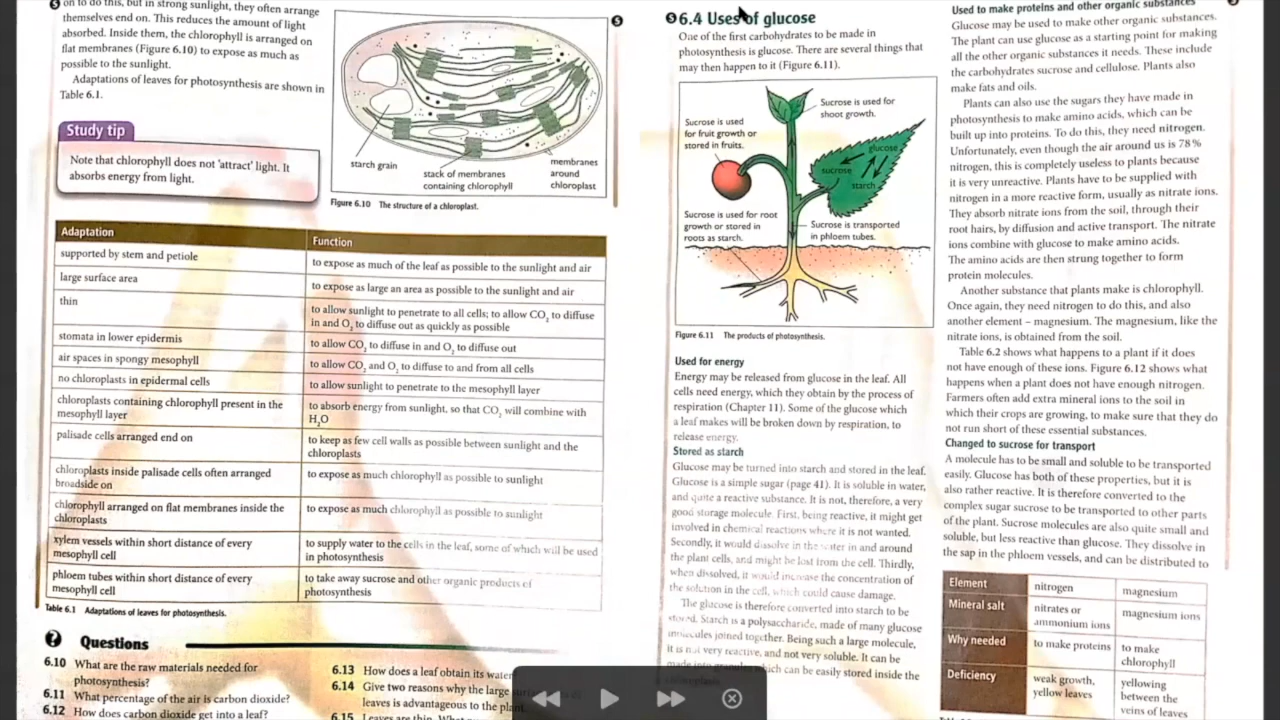 on to do this, but in strong sunlight, they often arrange
themselves end on. This reduces the amount of light
absorbed. Inside them, the chlorophyll is arranged on
flat membranes (Figure 6.10) to expose as much as
possible to the sunlight.
Adaptations of leaves for photosynthesis are shown in
Table 6.1.
Study tip
Note that chlorophyll does not 'attract' light. It
absorbs energy from light.
starch grain
stack of membranes
containing chlorophyll
membranes
around
chloroplast
Figure 6.10 The structure of a chloroplast.
Adaptation
Function
supported by stem and petiole
to expose as much of the leaf as possible to the sunlight and air
large surface area
to expose as large an area as possible to the sunlight and air
thin
to allow sunlight to penetrate to all cells; to allow CO₂ to diffuse
in and O₂ to diffuse out as quickly as possible
stomata in lower epidermis
to allow CO₂ to diffuse in and O₂ to diffuse out
air spaces in spongy mesophyll
to allow CO₂ and O₂ to diffuse to and from all cells
no chloroplasts in epidermal cells
to allow sunlight to penetrate to the mesophyll layer
chloroplasts containing chlorophyll present in the
mesophyll layer
to absorb energy from sunlight, so that CO₂ will combine with
H₂O
palisade cells arranged end on
to keep as few cell walls as possible between sunlight and the
chloroplasts
chloroplasts inside palisade cells often arranged
broadside on
to expose as much chlorophyll as possible to sunlight
chlorophyll arranged on flat membranes inside the
chloroplasts
to expose as much chlorophyll as possible to sunlight
xylem vessels within short distance of every
mesophyll cell
to supply water to the cells in the leaf, some of which will be used
in photosynthesis
phloem tubes within short distance of every
mesophyll cell
to take away sucrose and other organic products of
photosynthesis
Table 6.1 Adaptations of leaves for photosynthesis.
? Questions
6.10 What are the raw materials needed for
photosynthesis?
6.11 What percentage of the air is carbon dioxide?
6.12 How does carbon dioxide get into a leaf?
6.13 How does a leaf obtain its water
6.14 Give two reasons why the large
leaves is advantageous to the
6.15 Leaves are thin.
S 6.4 Uses of glucose
One of the first carbohydrates to be made in
photosynthesis is glucose. There are several things that
may then happen to it (Figure 6.11).
Sucrose is used for
shoot growth.
Sucrose is used
for fruit growth or
stored in fruits.
glucose
sucrose
starch
Sucrose is used for root
growth or stored in
roots as starch.
Sucrose is transported
in phloem tubes.
Figure 6.11 The products of photosynthesis.
Used for energy
Energy may be released from glucose in the leaf. All
cells need energy, which they obtain by the process of
respiration (Chapter 11). Some of the glucose which
a leaf makes will be broken down by respiration, to
release energy.
Stored as starch
Glucose may be turned into starch and stored in the leaf.
Glucose is a simple sugar (page 41). It is soluble in water,
and quite a reactive substance. It is not, therefore, a very
good storage molecule. First, being reactive, it might get
involved in chemical reactions where it is not wanted.
Secondly, it would dissolve in the water in and around
the plant cells, and might be lost from the cell. Thirdly,
when dissolved, it would increase the concentration of
the solution in the cell, which could cause damage.
The glucose is therefore converted into starch to be
stored. Starch is a polysaccharide, made of many glucose
molecules joined together. Being such a large molecule,
it is not very reactive, and not very soluble. It can be
made into granules which can be easily stored inside the
Used to make proteins and other organic substances
Glucose may be used to make other organic substances.
The plant can use glucose as a starting point for making
all the other organic substances it needs. These include
the carbohydrates sucrose and cellulose. Plants also
make fats and oils.
Plants can also use the sugars they have made in
photosynthesis to make amino acids, which can be
built up into proteins. To do this, they need nitrogen.
Unfortunately, even though the air around us is 78%
nitrogen, this is completely useless to plants because
it is very unreactive. Plants have to be supplied with
nitrogen in a more reactive form, usually as nitrate ions.
They absorb nitrate ions from the soil, through their
root hairs, by diffusion and active transport. The nitrate
ions combine with glucose to make amino acids.
The amino acids are then strung together to form
protein molecules.
Another substance that plants make is chlorophyll.
Once again, they need nitrogen to do this, and also
another element – magnesium. The magnesium, like the
nitrate ions, is obtained from the soil.
Table 6.2 shows what happens to a plant if it does
not have enough of these ions. Figure 6.12 shows what
happens when a plant does not have enough nitrogen.
Farmers often add extra mineral ions to the soil in
which their crops are growing, to make sure that they do
not run short of these essential substances.
Changed to sucrose for transport
A molecule has to be small and soluble to be transported
easily. Glucose has both of these properties, but it is
also rather reactive. It is therefore converted to the
complex sugar sucrose to be transported to other parts
of the plant. Sucrose molecules are also quite small and
soluble, but less reactive than glucose. They dissolve in
the sap in the phloem vessels, and can be distributed to
Element
nitrogen
magnesium
Mineral salt
nitrates or
ammonium ions
magnesium ions
Why needed
to make proteins
to make
chlorophyll
Deficiency
weak growth,
yellow leaves
yellowing
between the
veins of leaves